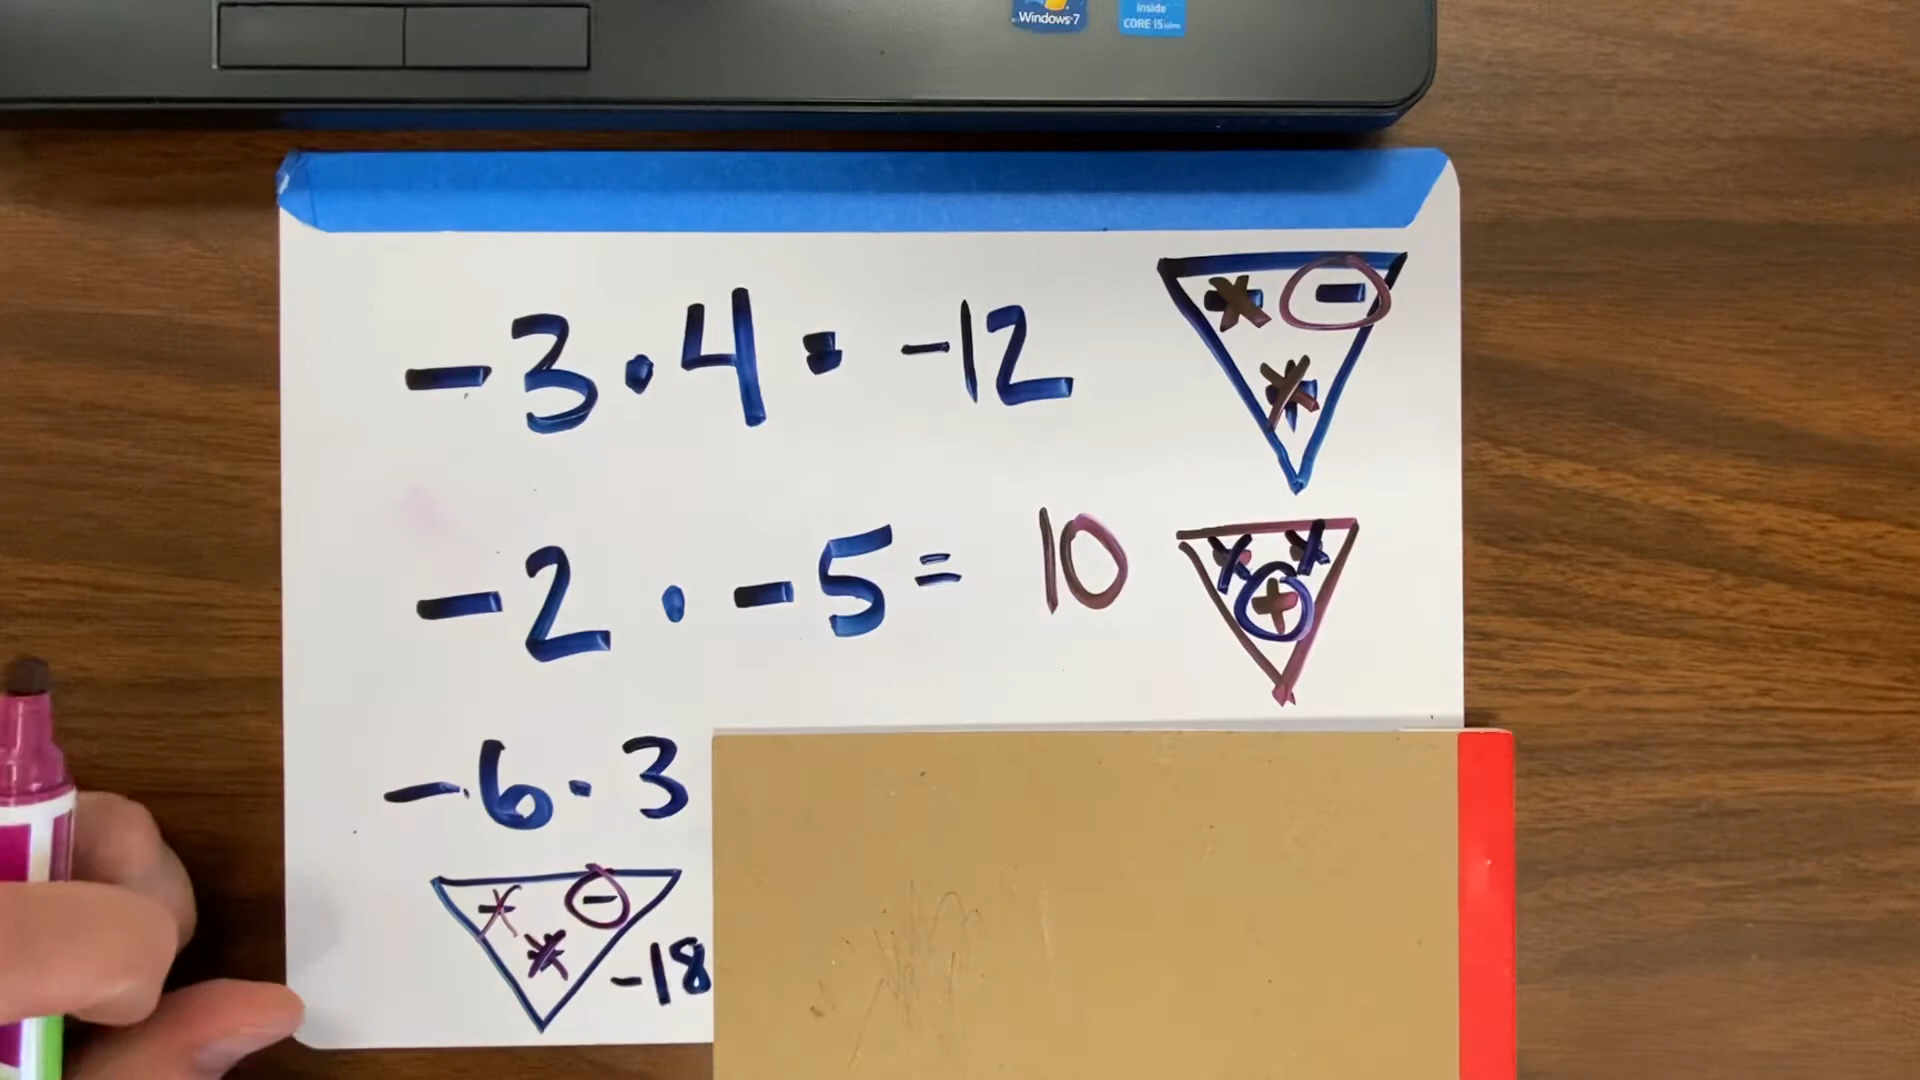 Windows 7
inside
CORE i5
-3 · 4 = -12
-2 · -5 = 10
-6 · 3
-18